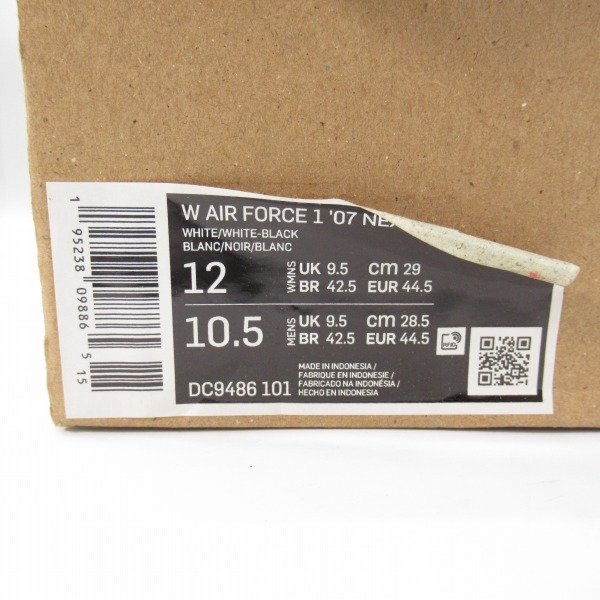 W AIR FORCE 1 '07 NE
WHITE/WHITE-BLACK
BLANC/NOIR/BLANC
12 WMNS UK 9.5 CM 29
BR 42.5 EUR 44.5
10.5 MENS UK 9.5 CM 28.5
BR 42.5 EUR 44.5
DC9486 101
MADE IN INDONESIA /
FABRIQUE EN INDONESIE /
FABRICADO NA INDONÉSIA /
HECHO EN INDONESIA
RFID
1 95238 09886 5 15